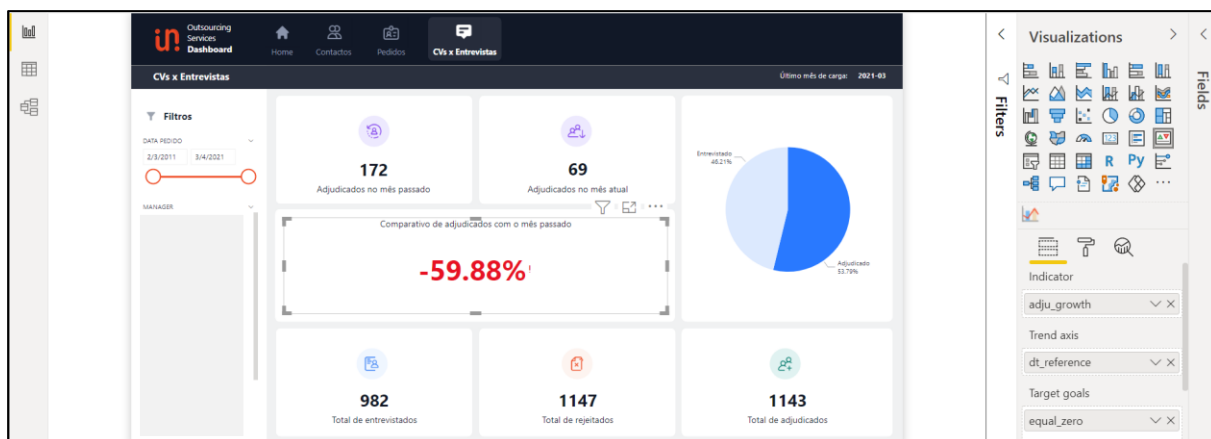 in!
Outsourcing
Services
Dashboard
Home
Contactos
Pedidos
CVs x Entrevistas
CVs x Entrevistas
Último mês de carga: 2021-03
Filtros
DATA PEDIDO
2/3/2011
3/4/2021
MANAGER
172
Adjudicados no mês passado
69
Adjudicados no mês atual
Comparativo de adjudicados com o mês passado
-59.88%!
Entrevistado
46.21%
Adjudicado
53.79%
982
Total de entrevistados
1147
Total de rejeitados
1143
Total de adjudicados
Filters
Visualizations
123
R
Py
Indicator
adju_growth
Trend axis
dt_reference
Target goals
equal_zero
Fields